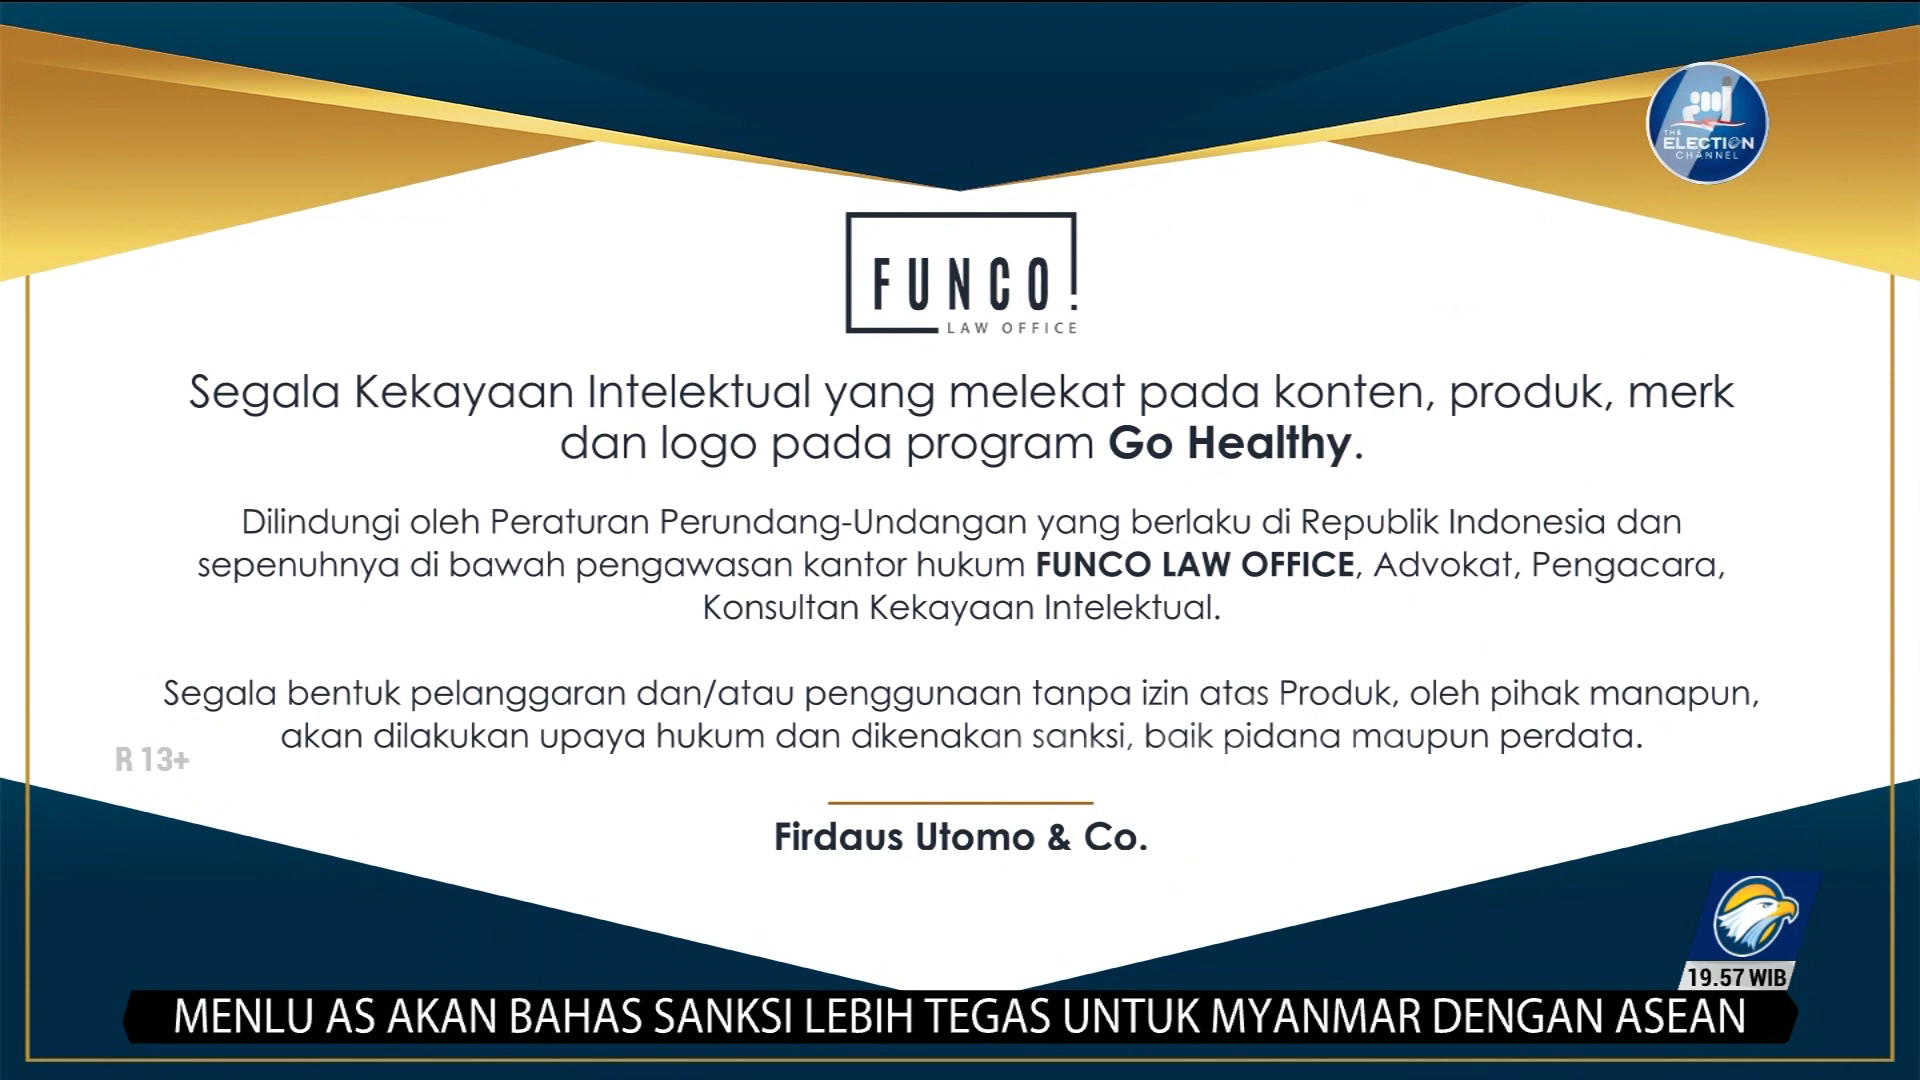 THE
ELECTION
CHANNEL
FUNCO!
LAW OFFICE
Segala Kekayaan Intelektual yang melekat pada konten, produk, merk
dan logo pada program Go Healthy.
Dilindungi oleh Peraturan Perundang-Undangan yang berlaku di Republik Indonesia dan
sepenuhnya di bawah pengawasan kantor hukum FUNCO LAW OFFICE, Advokat, Pengacara,
Konsultan Kekayaan Intelektual.
Segala bentuk pelanggaran dan/atau penggunaan tanpa izin atas Produk, oleh pihak manapun,
akan dilakukan upaya hukum dan dikenakan sanksi, baik pidana maupun perdata.
R 13+
Firdaus Utomo & Co.
19.57 WIB
MENLU AS AKAN BAHAS SANKSI LEBIH TEGAS UNTUK MYANMAR DENGAN ASEAN